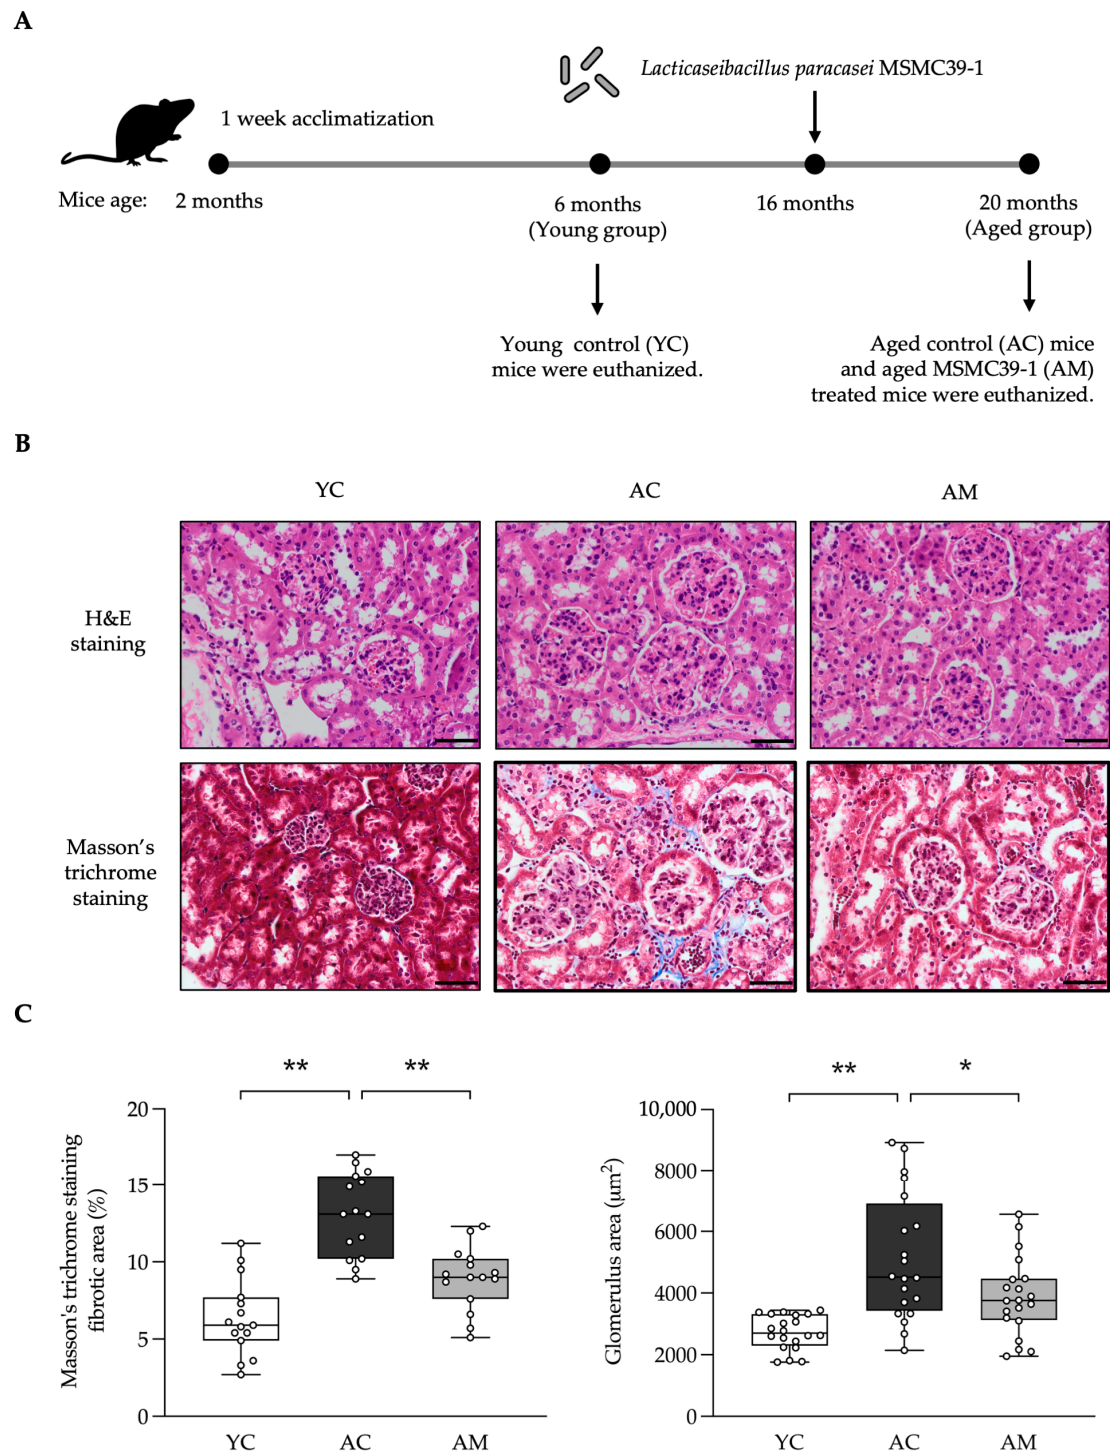 A
Lacticaseibacillus paracasei MSMC39-1
1 week acclimatization
Mice age:
2 months
6 months
(Young group)
16 months
20 months
(Aged group)
Young control (YC)
mice were euthanized.
Aged control (AC) mice
and aged MSMC39-1 (AM)
treated mice were euthanized.
B
YC
AC
AM
H&E
staining
Masson's
trichrome
staining
C
**
**
Masson's trichrome staining
fibrotic area (%)
20
15
10
5
0
YC
AC
AM
**
*
Glomerulus area (µm²)
10,000
8000
6000
4000
2000
0
YC
AC
AM